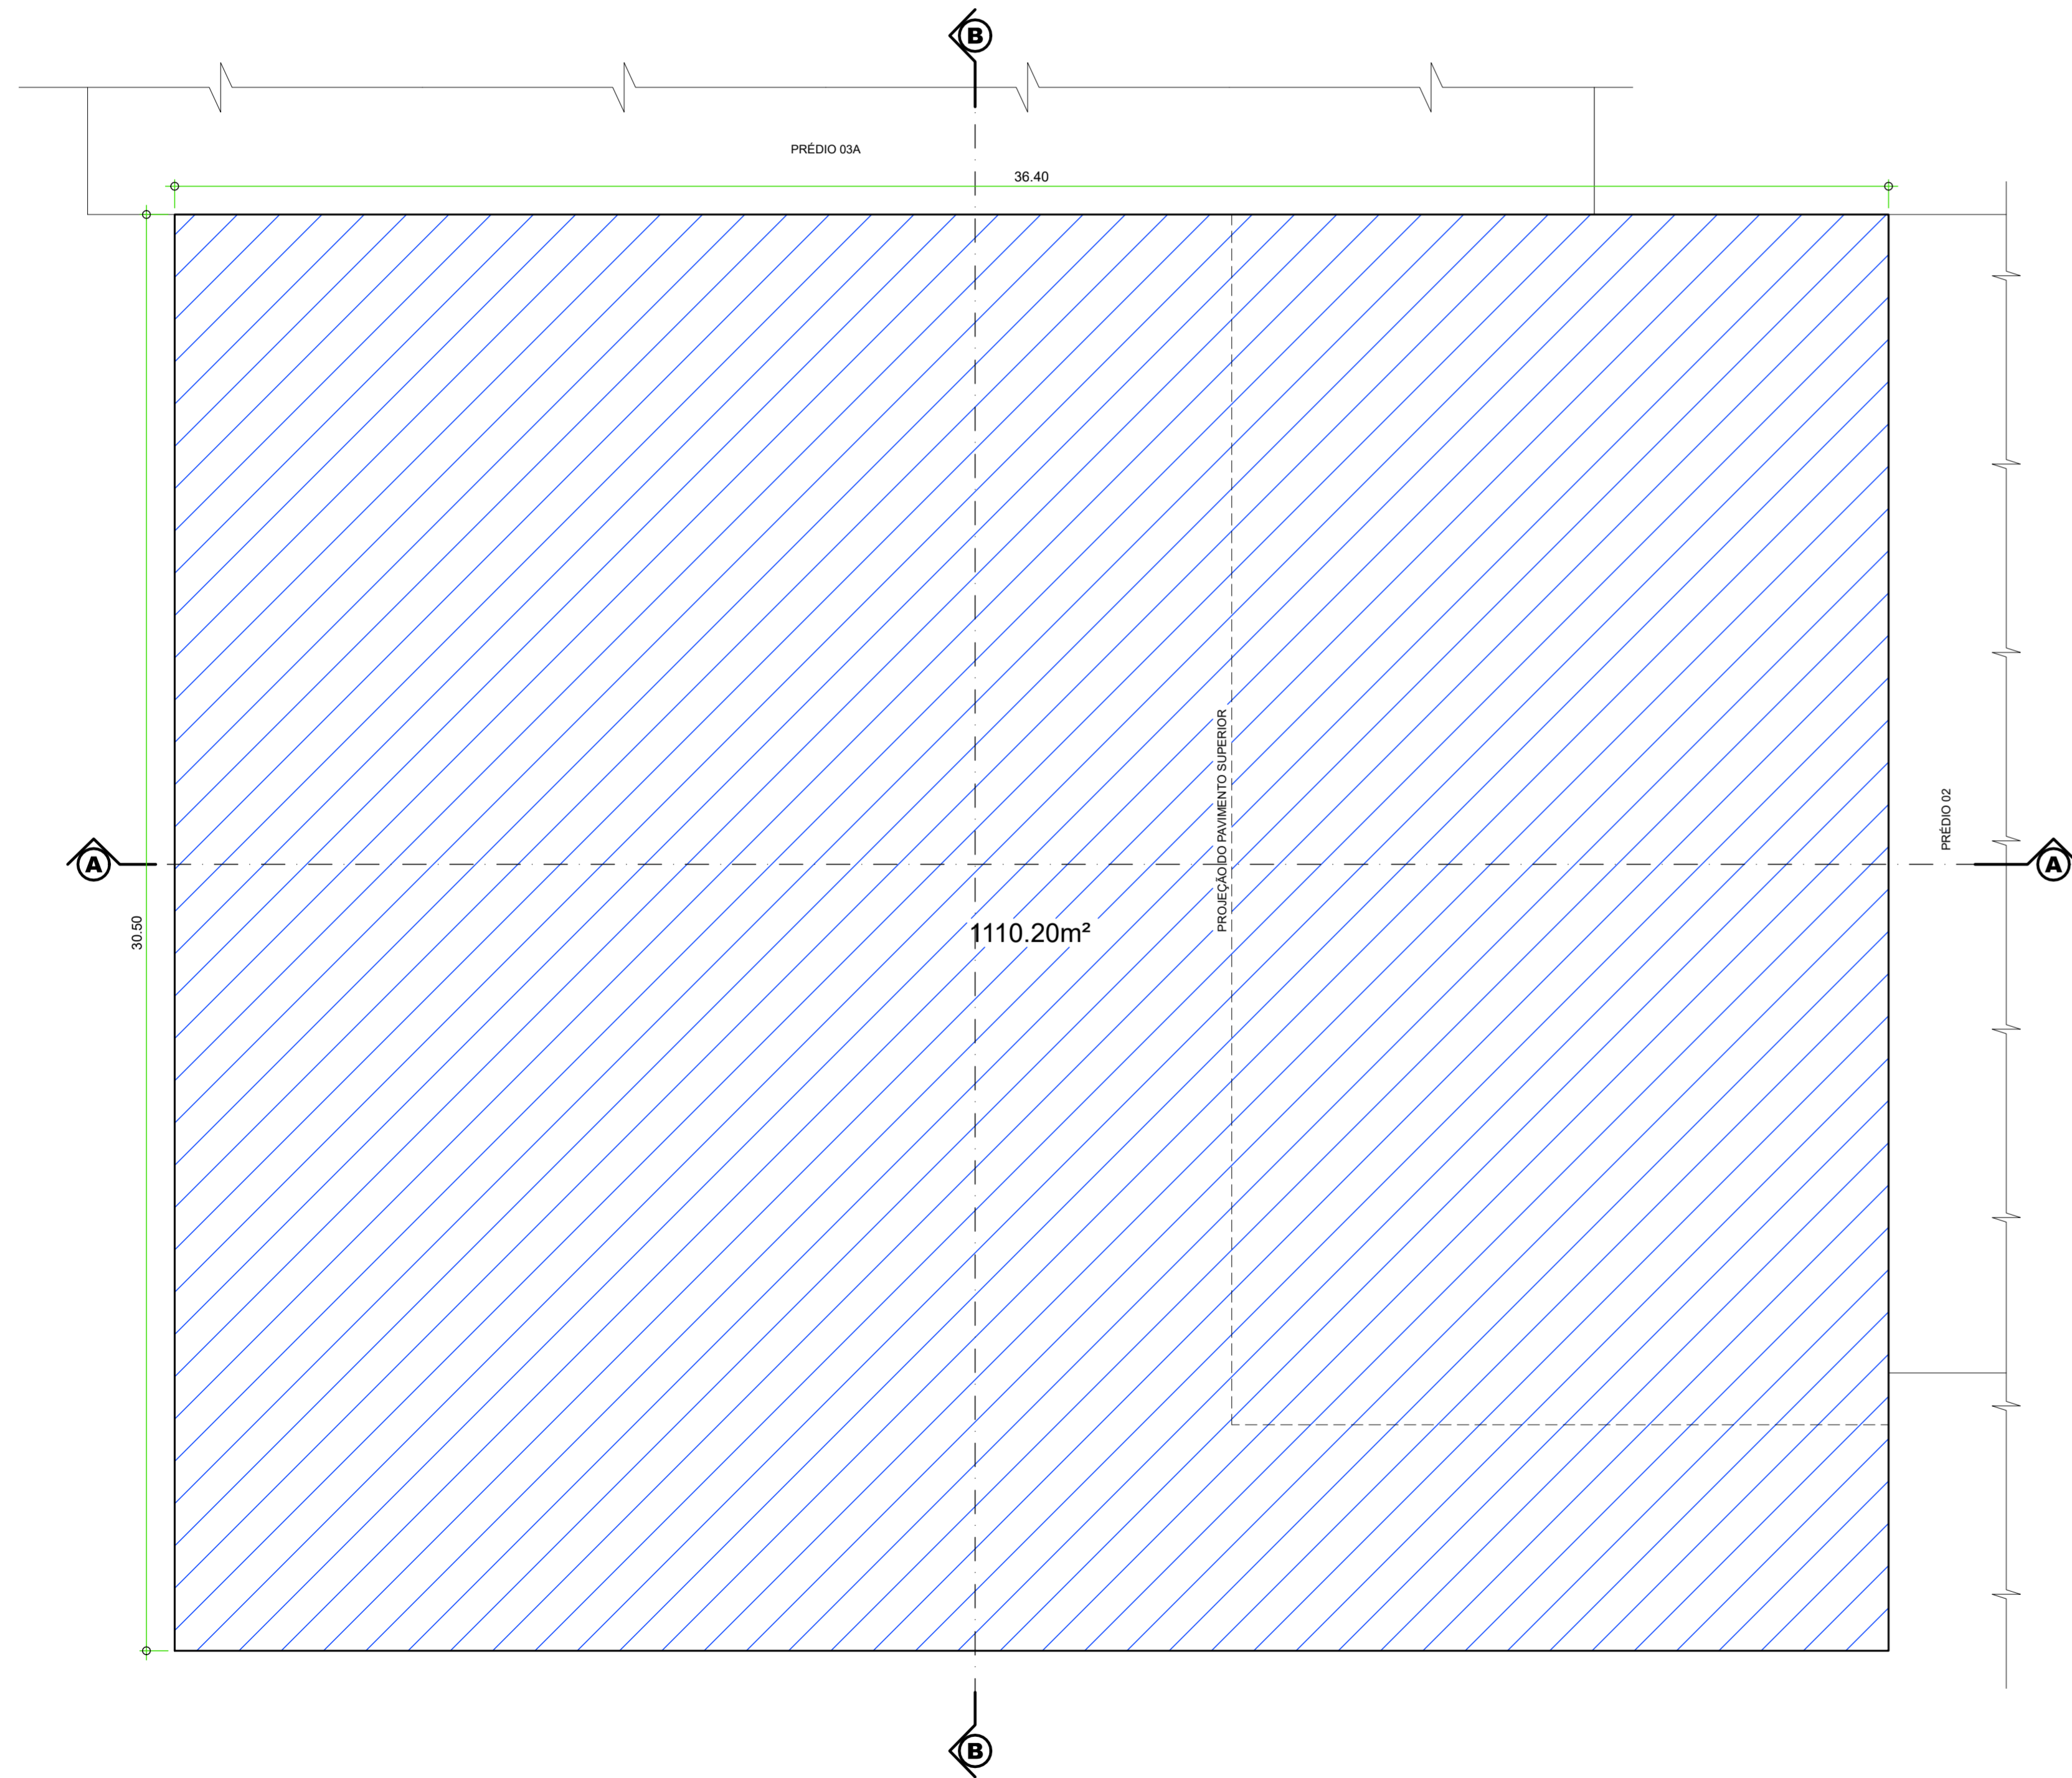 B
PRÉDIO 03A
36.40
PROJEÇÃO DO PAVIMENTO SUPERIOR
PRÉDIO 02
A
A
30.50
1110.20m²
B